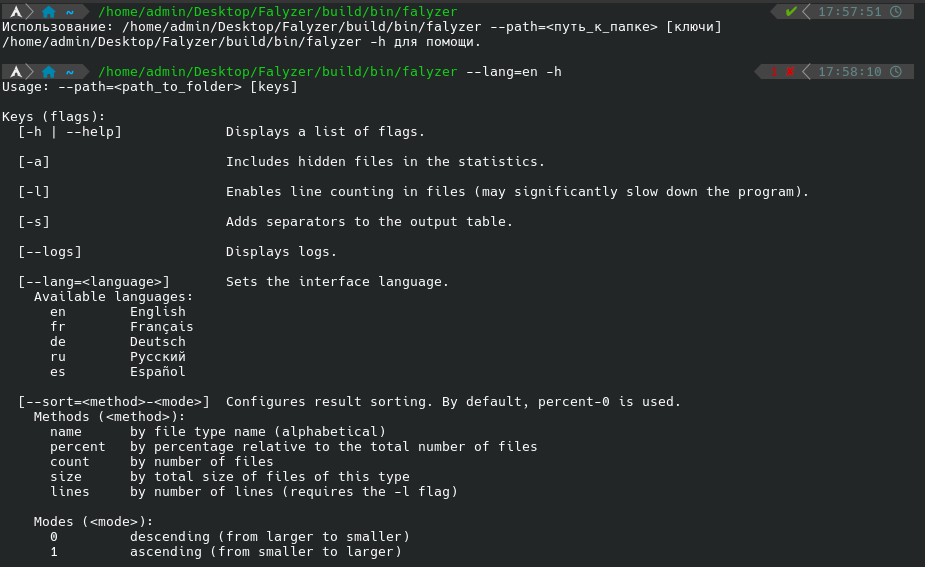 ~ /home/admin/Desktop/Falyzer/build/bin/falyzer ✔ 17:57:51
Использование: /home/admin/Desktop/Falyzer/build/bin/falyzer --path=<путь_к_папке> [ключи]
/home/admin/Desktop/Falyzer/build/bin/falyzer -h для помощи.
~ /home/admin/Desktop/Falyzer/build/bin/falyzer --lang=en -h 17:58:10
Usage: --path=<path_to_folder> [keys]
Keys (flags):
[-h | --help] Displays a list of flags.
[-a] Includes hidden files in the statistics.
[-l] Enables line counting in files (may significantly slow down the program).
[-s] Adds separators to the output table.
[--logs] Displays logs.
[--lang=<language>] Sets the interface language.
Available languages:
en English
fr Français
de Deutsch
ru Русский
es Español
[--sort=<method>-<mode>] Configures result sorting. By default, percent-0 is used.
Methods (<method>):
name by file type name (alphabetical)
percent by percentage relative to the total number of files
count by number of files
size by total size of files of this type
lines by number of lines (requires the -l flag)
Modes (<mode>):
0 descending (from larger to smaller)
1 ascending (from smaller to larger)